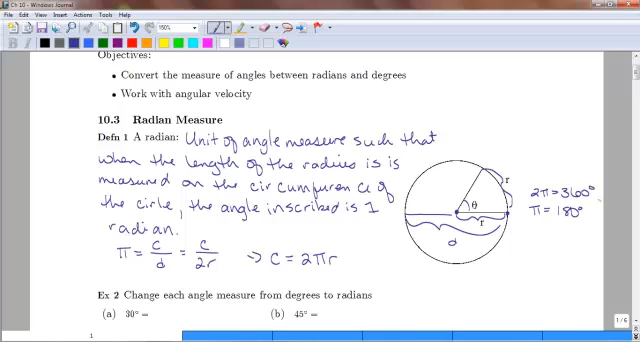 Ch 10 - Windows Journal
File Edit View Insert Actions Tools Help
150%
B I
Objectives:
• Convert the measure of angles between radians and degrees
• Work with angular velocity
10.3 Radian Measure
Defn 1 A radian: Unit of angle measure such that
when the length of the radius is is
measured on the circumfurence of
the cirle, the angle inscribed is 1
radian.
π = c/d = c/2r → C = 2πr
r
θ
r
d
2π = 360°
π = 180°
Ex 2 Change each angle measure from degrees to radians
(a) 30° =
(b) 45° =
1 / 6
1